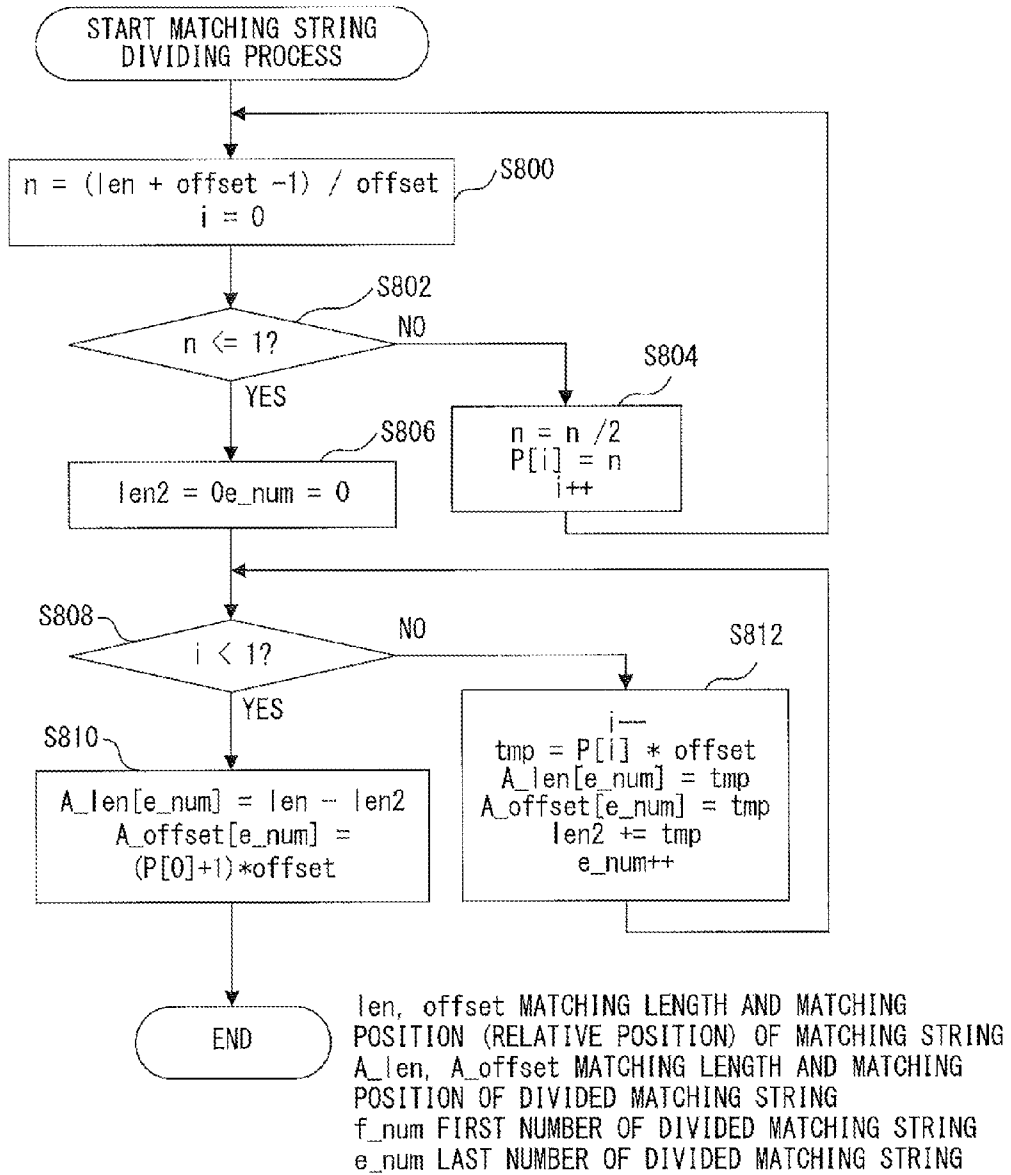 START MATCHING STRING
DIVIDING PROCESS
S800
n = (len + offset -1) / offset
i = 0
S802
n <= 1?
NO
YES
S804
n = n /2
P[i] = n
i++
S806
len2 = 0e_num = 0
S808
i < 1?
NO
YES
S812
i--
tmp = P[i] * offset
A_len[e_num] = tmp
A_offset[e_num] = tmp
len2 += tmp
e_num++
S810
A_len[e_num] = len - len2
A_offset[e_num] =
(P[0]+1)*offset
END
len, offset MATCHING LENGTH AND MATCHING
POSITION (RELATIVE POSITION) OF MATCHING STRING
A_len, A_offset MATCHING LENGTH AND MATCHING
POSITION OF DIVIDED MATCHING STRING
f_num FIRST NUMBER OF DIVIDED MATCHING STRING
e_num LAST NUMBER OF DIVIDED MATCHING STRING